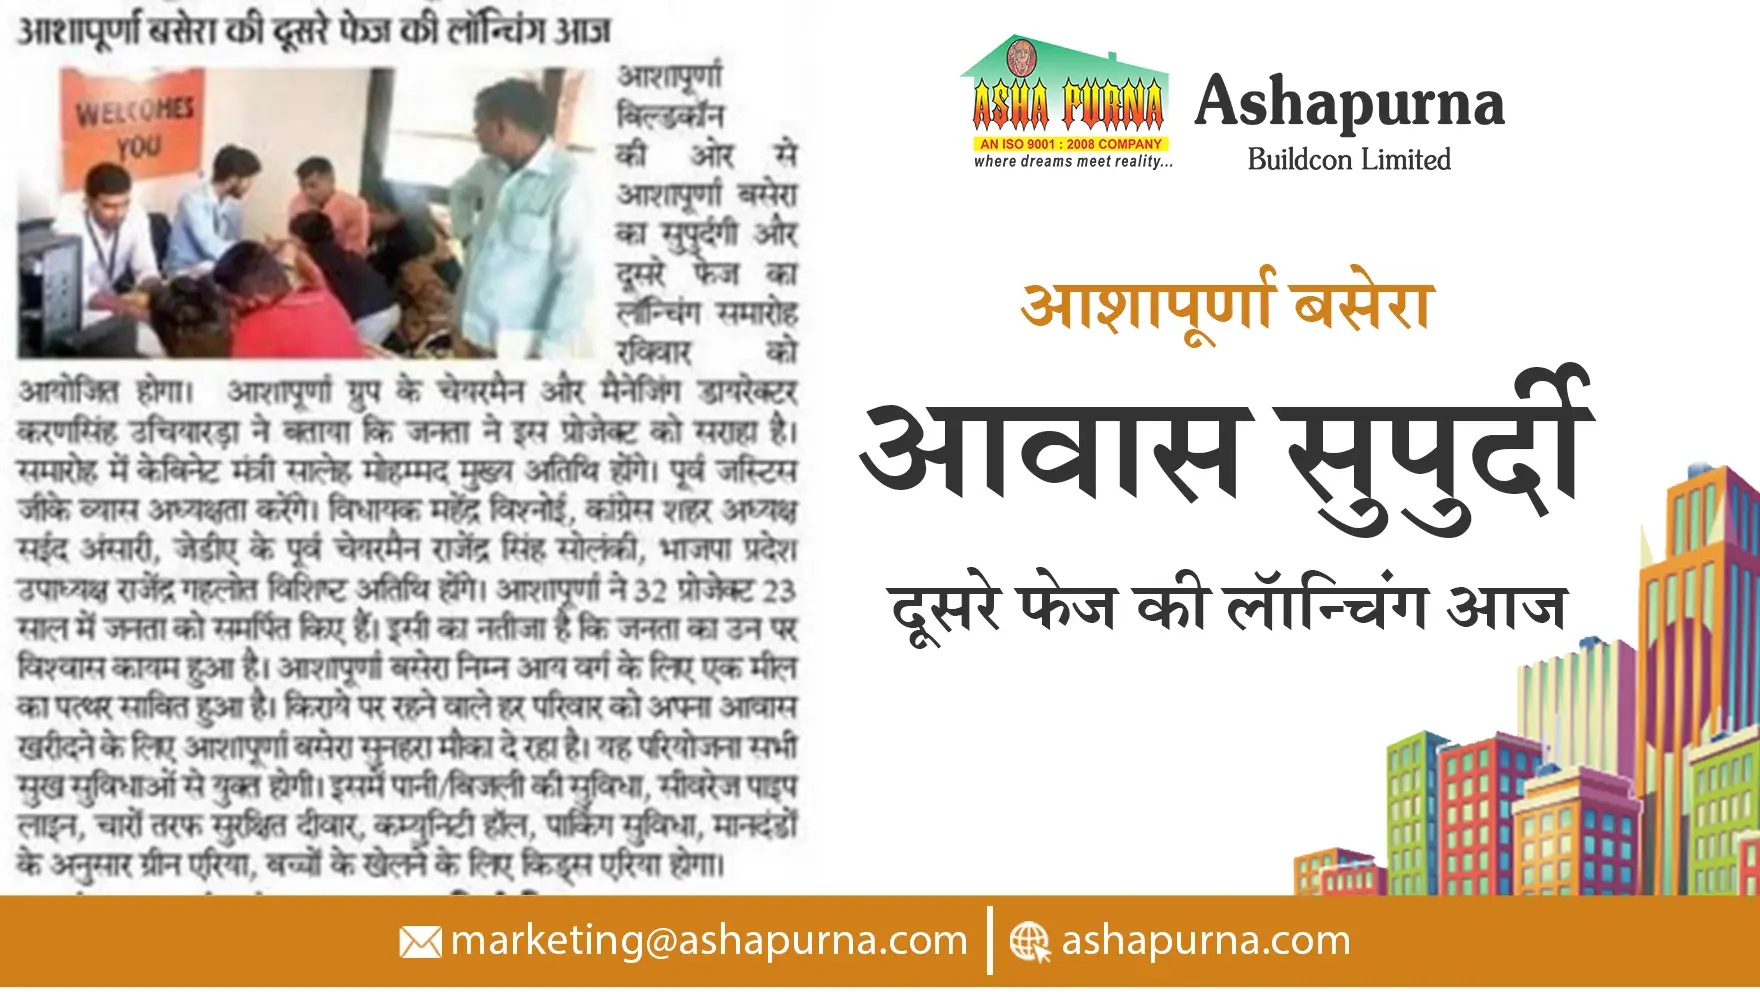 आशापूर्णा बसेरा की दूसरे फेज की लॉन्चिंग आज
WELCOMES
YOU
आशापूर्णा
बिल्डकॉन
की ओर से
आशापूर्णा बसेरा
का सुपुर्दगी और
दूसरे फेज का
लॉन्चिंग समारोह
रविवार को
आयोजित होगा। आशापूर्णा ग्रुप के चेयरमैन और मैनेजिंग डायरेक्टर
करणसिंह उचियारड़ा ने बताया कि जनता ने इस प्रोजेक्ट को सराहा है।
समारोह में केबिनेट मंत्री सालेह मोहम्मद मुख्य अतिथि होंगे। पूर्व जस्टिस
जीके व्यास अध्यक्षता करेंगे। विधायक महेंद्र विश्नोई, कांग्रेस शहर अध्यक्ष
सईद अंसारी, जेडीए के पूर्व चेयरमैन राजेंद्र सिंह सोलंकी, भाजपा प्रदेश
उपाध्यक्ष राजेंद्र गहलोत विशिष्ट अतिथि होंगे। आशापूर्णा ने 32 प्रोजेक्ट 23
साल में जनता को समर्पित किए हैं। इसी का नतीजा है कि जनता का उन पर
विश्वास कायम हुआ है। आशापूर्णा बसेरा निम्न आय वर्ग के लिए एक मील
का पत्थर साबित हुआ है। किराये पर रहने वाले हर परिवार को अपना आवास
खरीदने के लिए आशापूर्णा बसेरा सुनहरा मौका दे रहा है। यह परियोजना सभी
सुख सुविधाओं से युक्त होगी। इसमें पानी/बिजली की सुविधा, सीवरेज पाइप
लाइन, चारों तरफ सुरक्षित दीवार, कम्युनिटी हॉल, पार्किंग सुविधा, मानदंडों
के अनुसार ग्रीन एरिया, बच्चों के खेलने के लिए किड्स एरिया होगा।
ASHA PURNA
AN ISO 9001 : 2008 COMPANY
where dreams meet reality...
Ashapurna
Buildcon Limited
आशापूर्णा बसेरा
आवास सुपुर्दी
दूसरे फेज की लॉन्चिंग आज
marketing@ashapurna.com
ashapurna.com